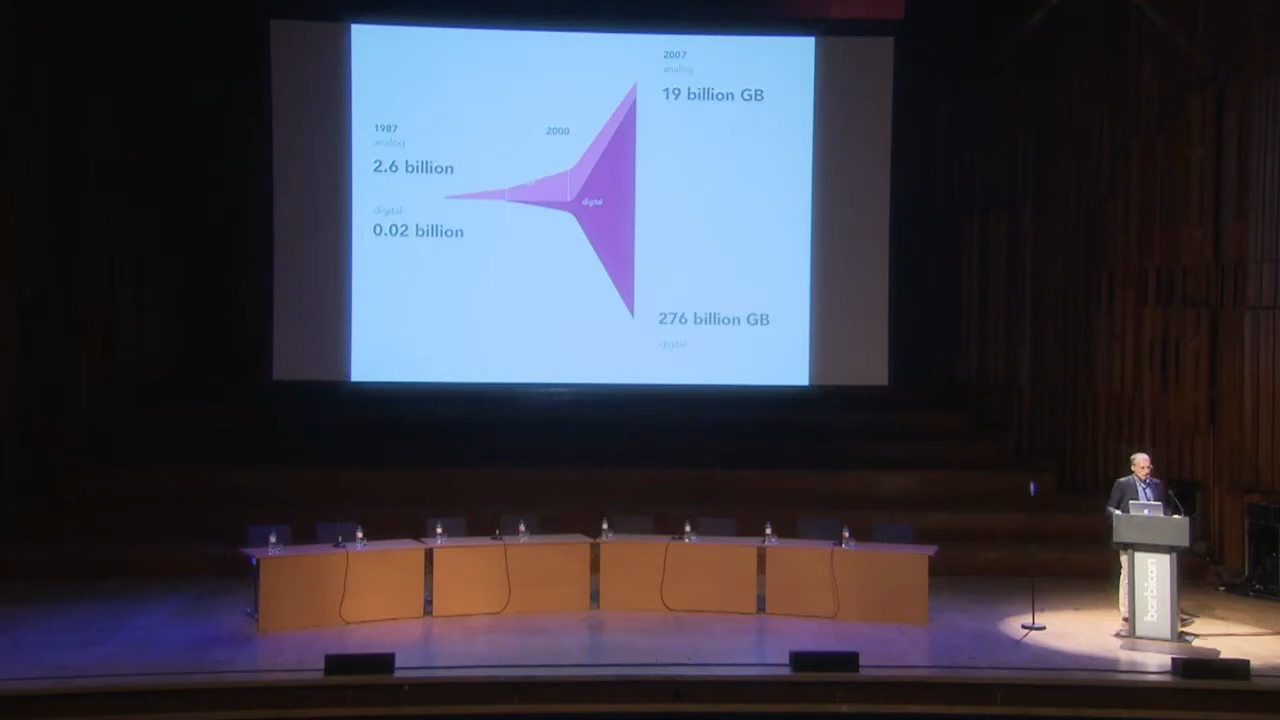 2007
analog
19 billion GB
1987
analog
2.6 billion
2000
digital
0.02 billion
digital
276 billion GB
digital
barbican